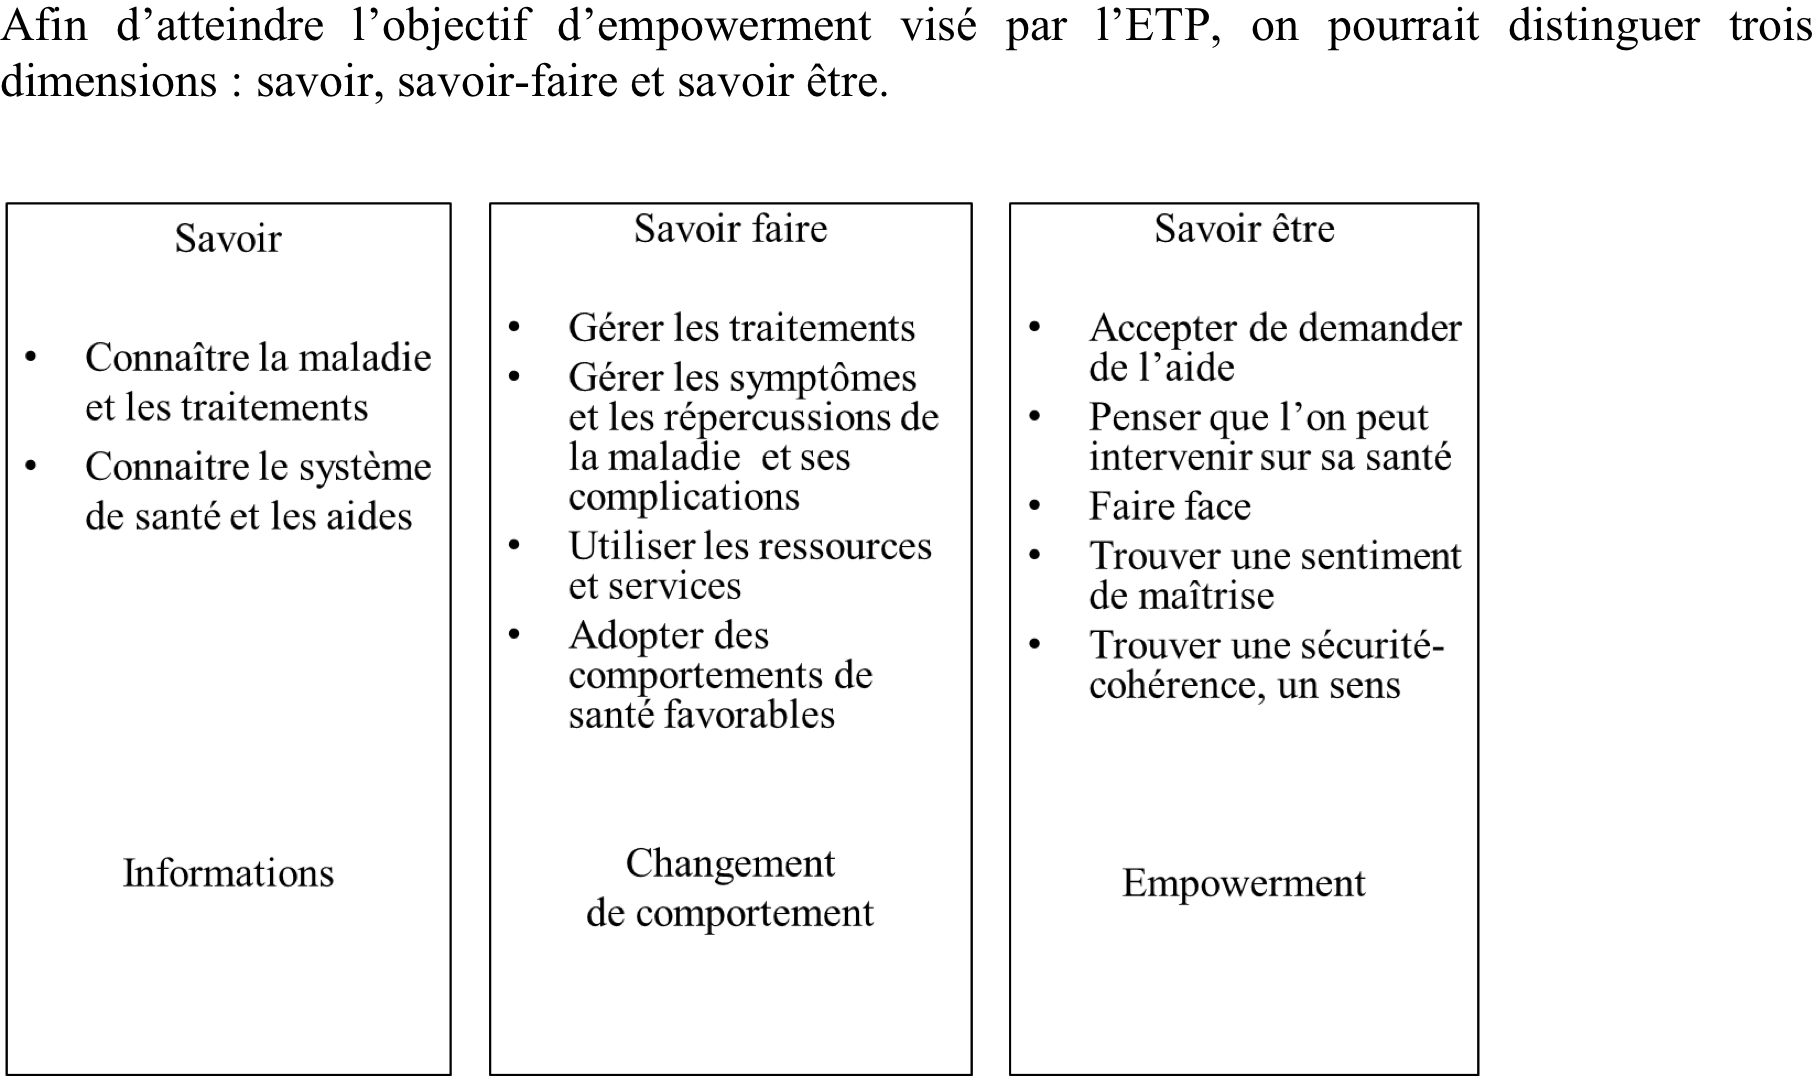 Afin d’atteindre l’objectif d’empowerment visé par l’ETP, on pourrait distinguer trois
dimensions : savoir, savoir-faire et savoir être.
Savoir
• Connaître la maladie
et les traitements
• Connaitre le système
de santé et les aides
Informations
Savoir faire
• Gérer les traitements
• Gérer les symptômes
et les répercussions de
la maladie et ses
complications
• Utiliser les ressources
et services
• Adopter des
comportements de
santé favorables
Changement
de comportement
Savoir être
• Accepter de demander
de l’aide
• Penser que l’on peut
intervenir sur sa santé
• Faire face
• Trouver une sentiment
de maîtrise
• Trouver une sécurité-
cohérence, un sens
Empowerment